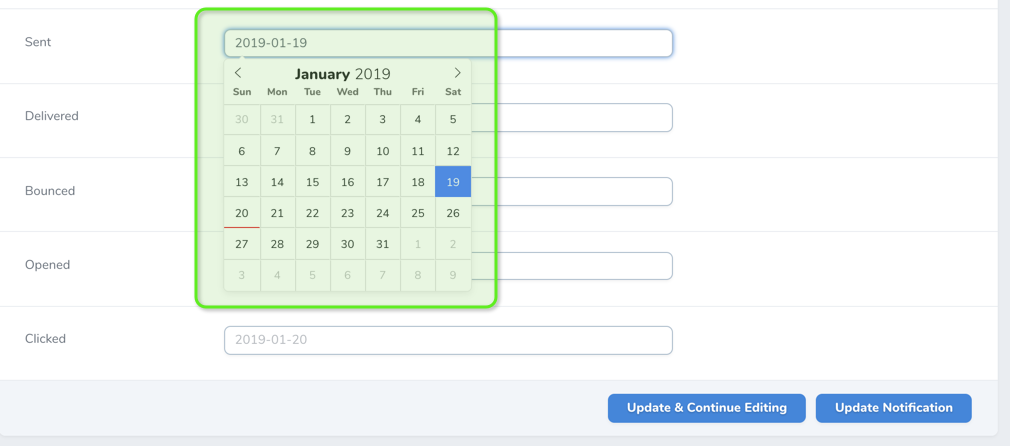 Sent
2019-01-19
January 2019
Sun Mon Tue Wed Thu Fri Sat
30 31 1 2 3 4 5
6 7 8 9 10 11 12
13 14 15 16 17 18 19
20 21 22 23 24 25 26
27 28 29 30 31 1 2
3 4 5 6 7 8 9
Delivered
Bounced
Opened
Clicked
2019-01-20
Update & Continue Editing
Update Notification